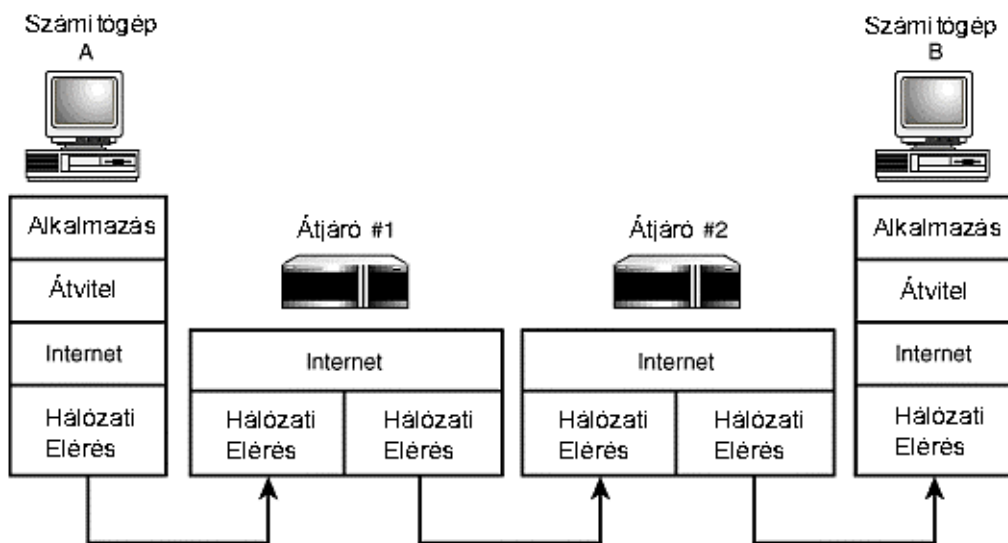 Számítógép
A
Számítógép
B
Alkalmazás
Átvitel
Internet
Hálózati
Elérés
Átjáró #1
Internet
Hálózati
Elérés
Hálózati
Elérés
Átjáró #2
Internet
Hálózati
Elérés
Hálózati
Elérés
Alkalmazás
Átvitel
Internet
Hálózati
Elérés